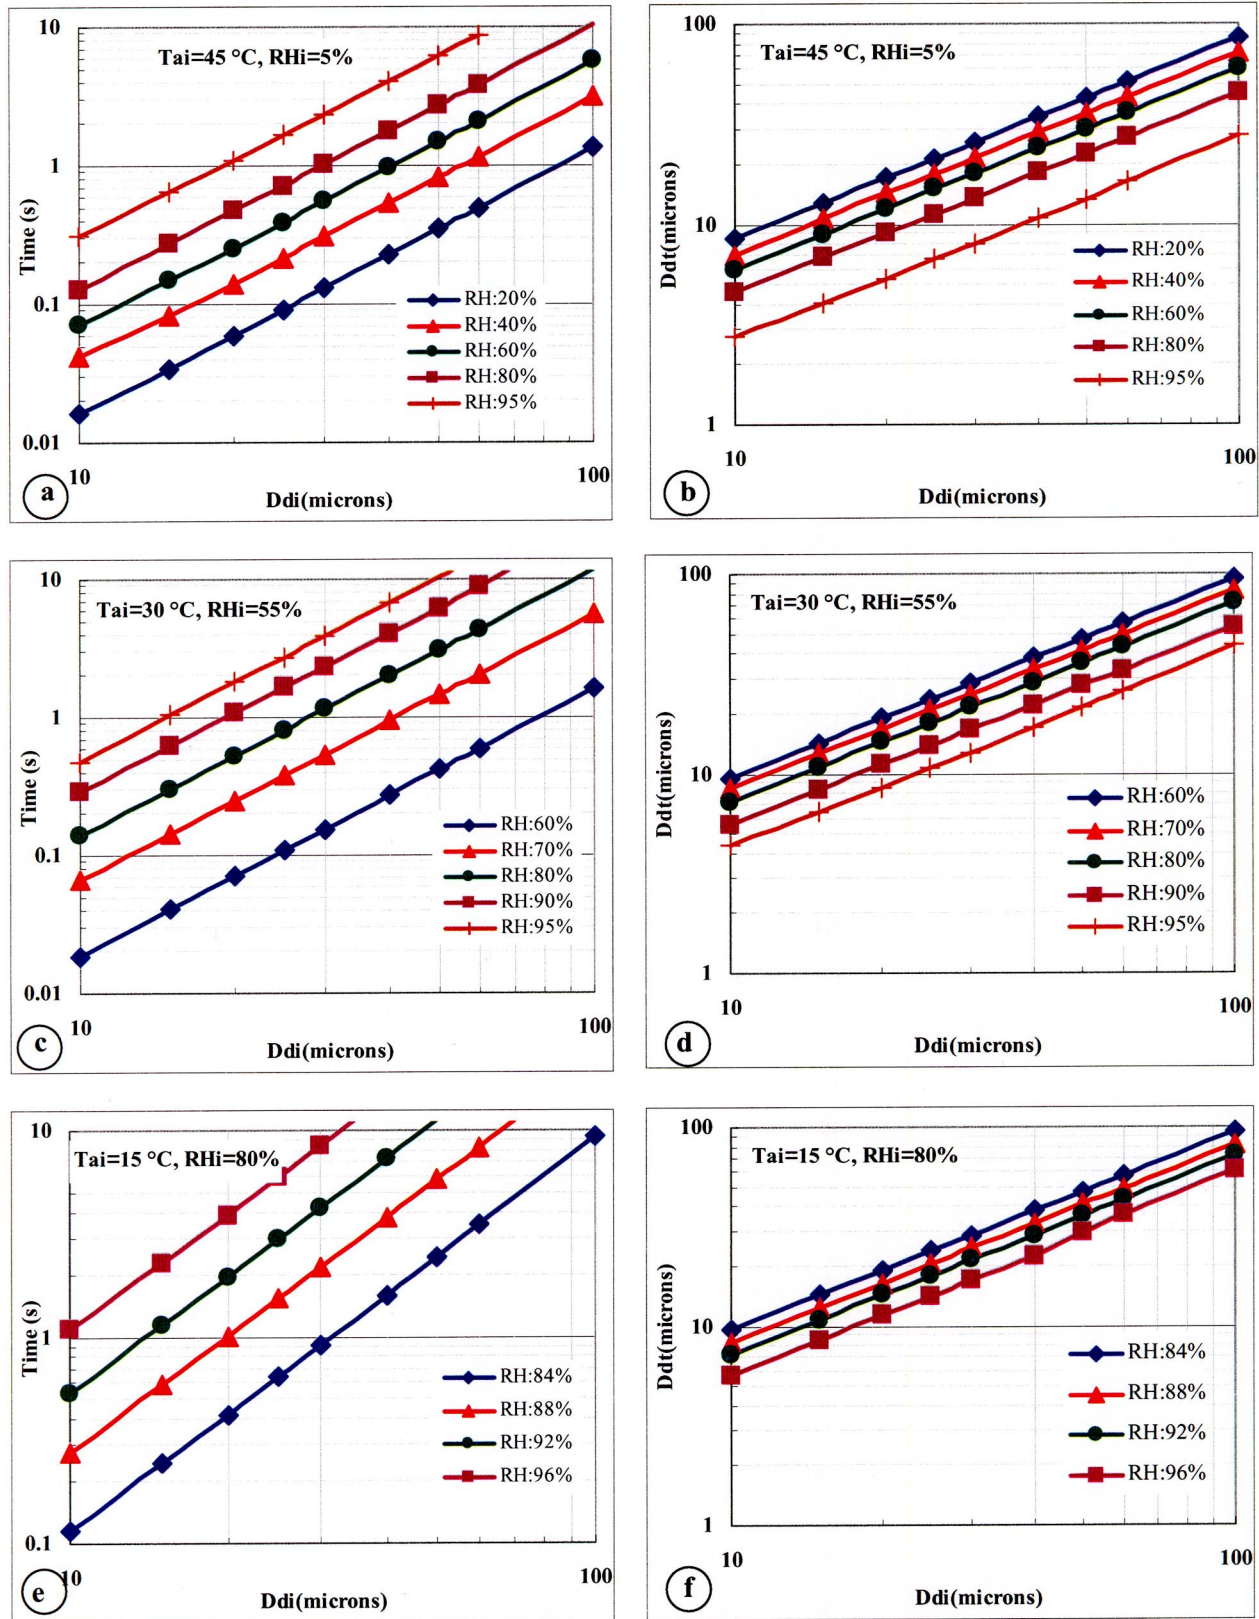 10
Tai=45 °C, RHi=5%
1
Time (s)
RH:20%
RH:40%
0.1
RH:60%
RH:80%
RH:95%
0.01
10
100
Ddi(microns)
a
100
Tai=45 °C, RHi=5%
10
Ddt(microns)
RH:20%
RH:40%
RH:60%
RH:80%
RH:95%
1
10
100
Ddi(microns)
b
10
Tai=30 °C, RHi=55%
1
Time (s)
RH:60%
RH:70%
0.1
RH:80%
RH:90%
RH:95%
0.01
10
100
Ddi(microns)
c
100
Tai=30 °C, RHi=55%
10
Ddt(microns)
RH:60%
RH:70%
RH:80%
RH:90%
RH:95%
1
10
100
Ddi(microns)
d
10
Tai=15 °C, RHi=80%
1
Time (s)
RH:84%
RH:88%
RH:92%
RH:96%
0.1
10
100
Ddi(microns)
e
100
Tai=15 °C, RHi=80%
10
Ddt(microns)
RH:84%
RH:88%
RH:92%
RH:96%
1
10
100
Ddi(microns)
f